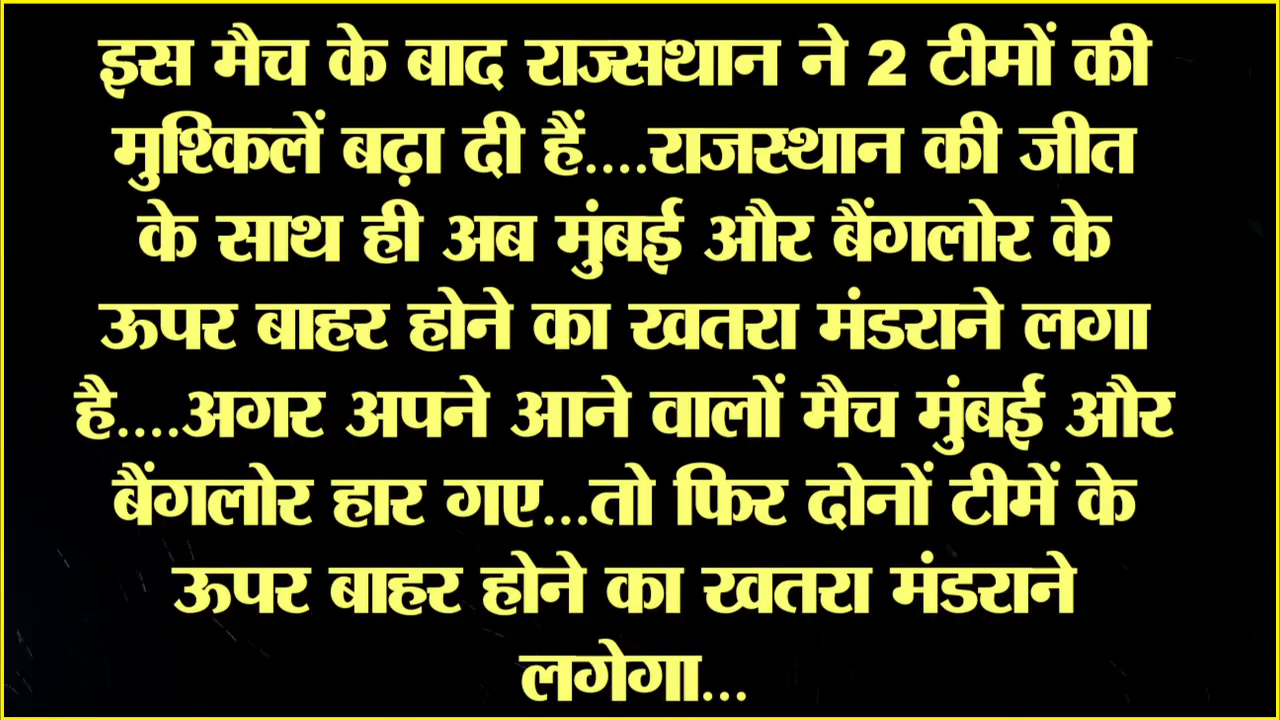 इस मैच के बाद राज्सथान ने 2 टीमों की
मुश्किलें बढ़ा दी हैं....राजस्थान की जीत
के साथ ही अब मुंबई और बैंगलोर के
ऊपर बाहर होने का खतरा मंडराने लगा
है....अगर अपने आने वालों मैच मुंबई और
बैंगलोर हार गए...तो फिर दोनों टीमें के
ऊपर बाहर होने का खतरा मंडराने
लगेगा...